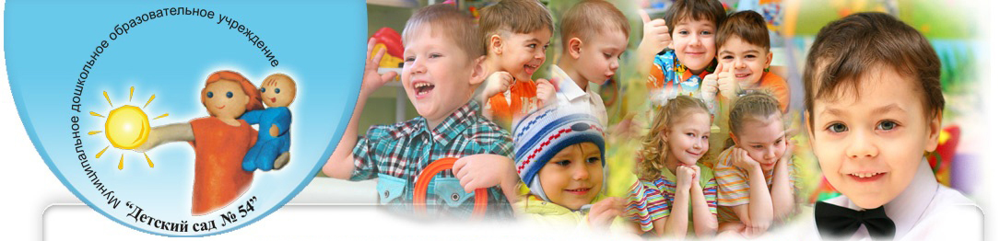 Муниципальное дошкольное образовательное учреждение
“Детский сад № 54”